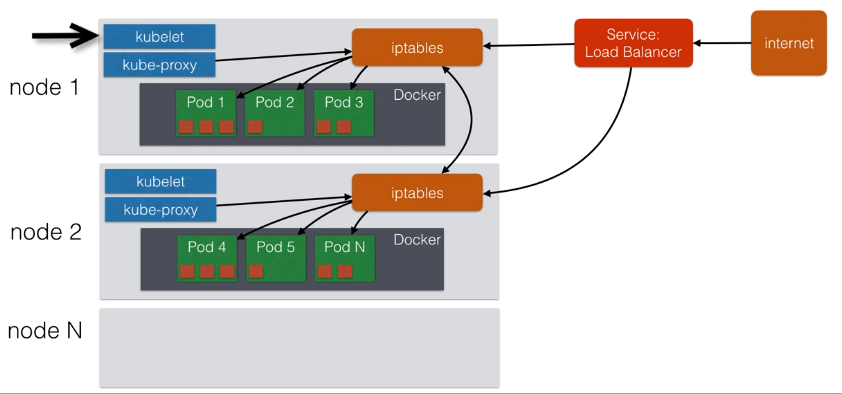 kubelet
kube-proxy
iptables
Service:
Load Balancer
internet
node 1
Docker
Pod 1
Pod 2
Pod 3
kubelet
kube-proxy
iptables
node 2
Docker
Pod 4
Pod 5
Pod N
node N